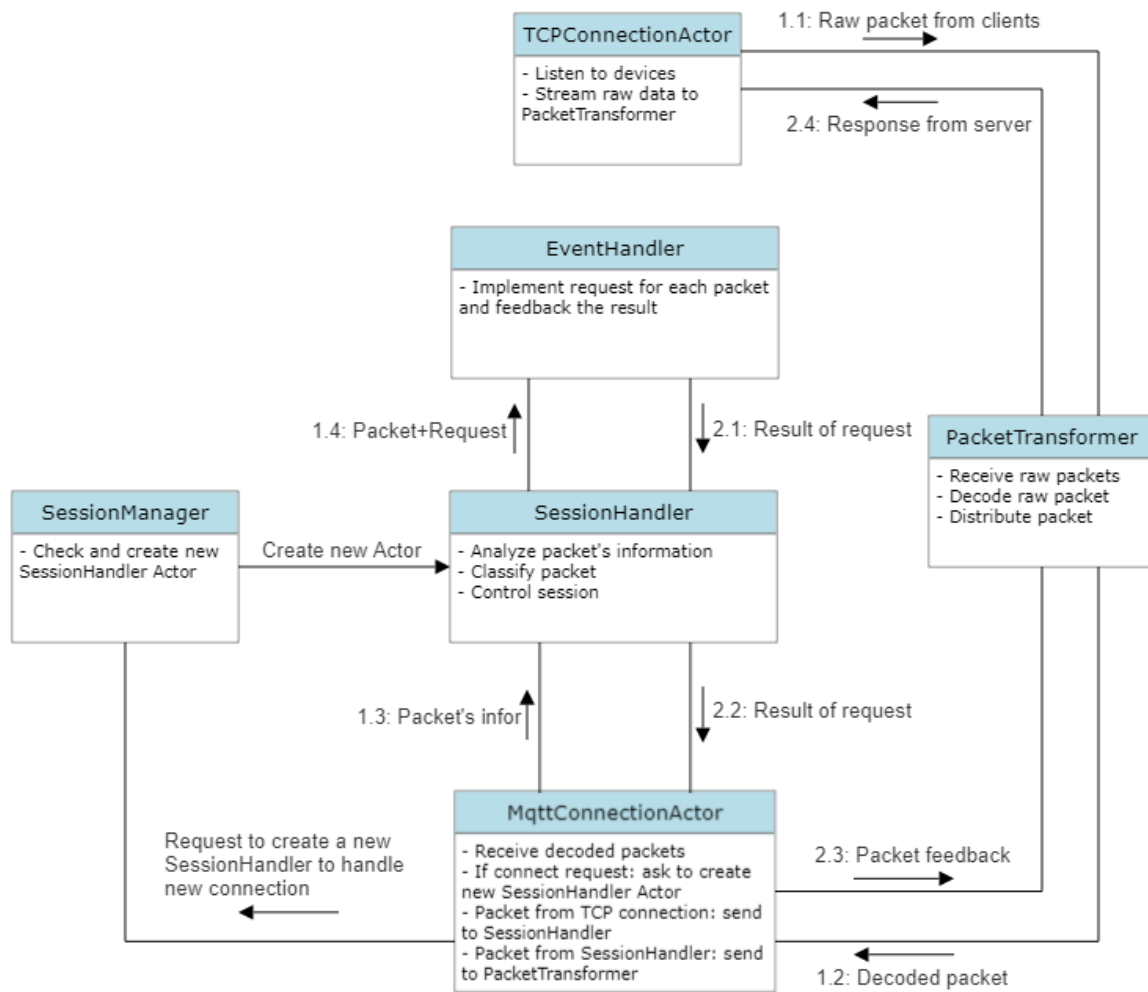 TCPConnectionActor
- Listen to devices
- Stream raw data to
PacketTransformer
1.1: Raw packet from clients
2.4: Response from server
EventHandler
- Implement request for each packet
and feedback the result
1.4: Packet+Request
2.1: Result of request
PacketTransformer
- Receive raw packets
- Decode raw packet
- Distribute packet
SessionManager
- Check and create new
SessionHandler Actor
Create new Actor
SessionHandler
- Analyze packet's information
- Classify packet
- Control session
1.3: Packet's infor
2.2: Result of request
MqttConnectionActor
- Receive decoded packets
- If connect request: ask to create
new SessionHandler Actor
- Packet from TCP connection: send
to SessionHandler
- Packet from SessionHandler: send
to PacketTransformer
Request to create a new
SessionHandler to handle
new connection
2.3: Packet feedback
1.2: Decoded packet